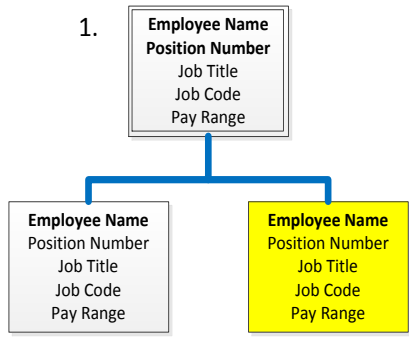 1.
Employee Name
Position Number
Job Title
Job Code
Pay Range
Employee Name
Position Number
Job Title
Job Code
Pay Range
Employee Name
Position Number
Job Title
Job Code
Pay Range